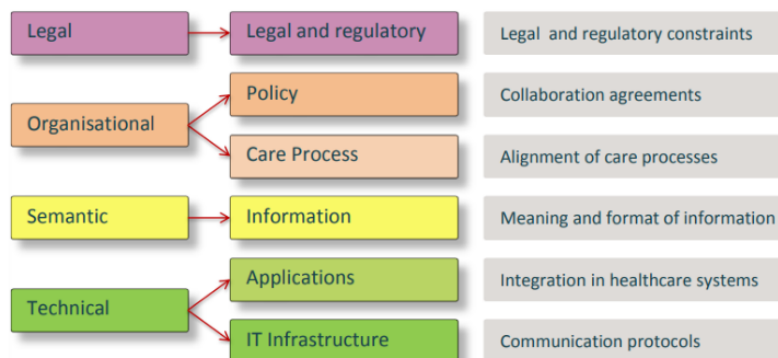 Legal
Legal and regulatory
Legal and regulatory constraints
Organisational
Policy
Collaboration agreements
Care Process
Alignment of care processes
Semantic
Information
Meaning and format of information
Technical
Applications
Integration in healthcare systems
IT Infrastructure
Communication protocols